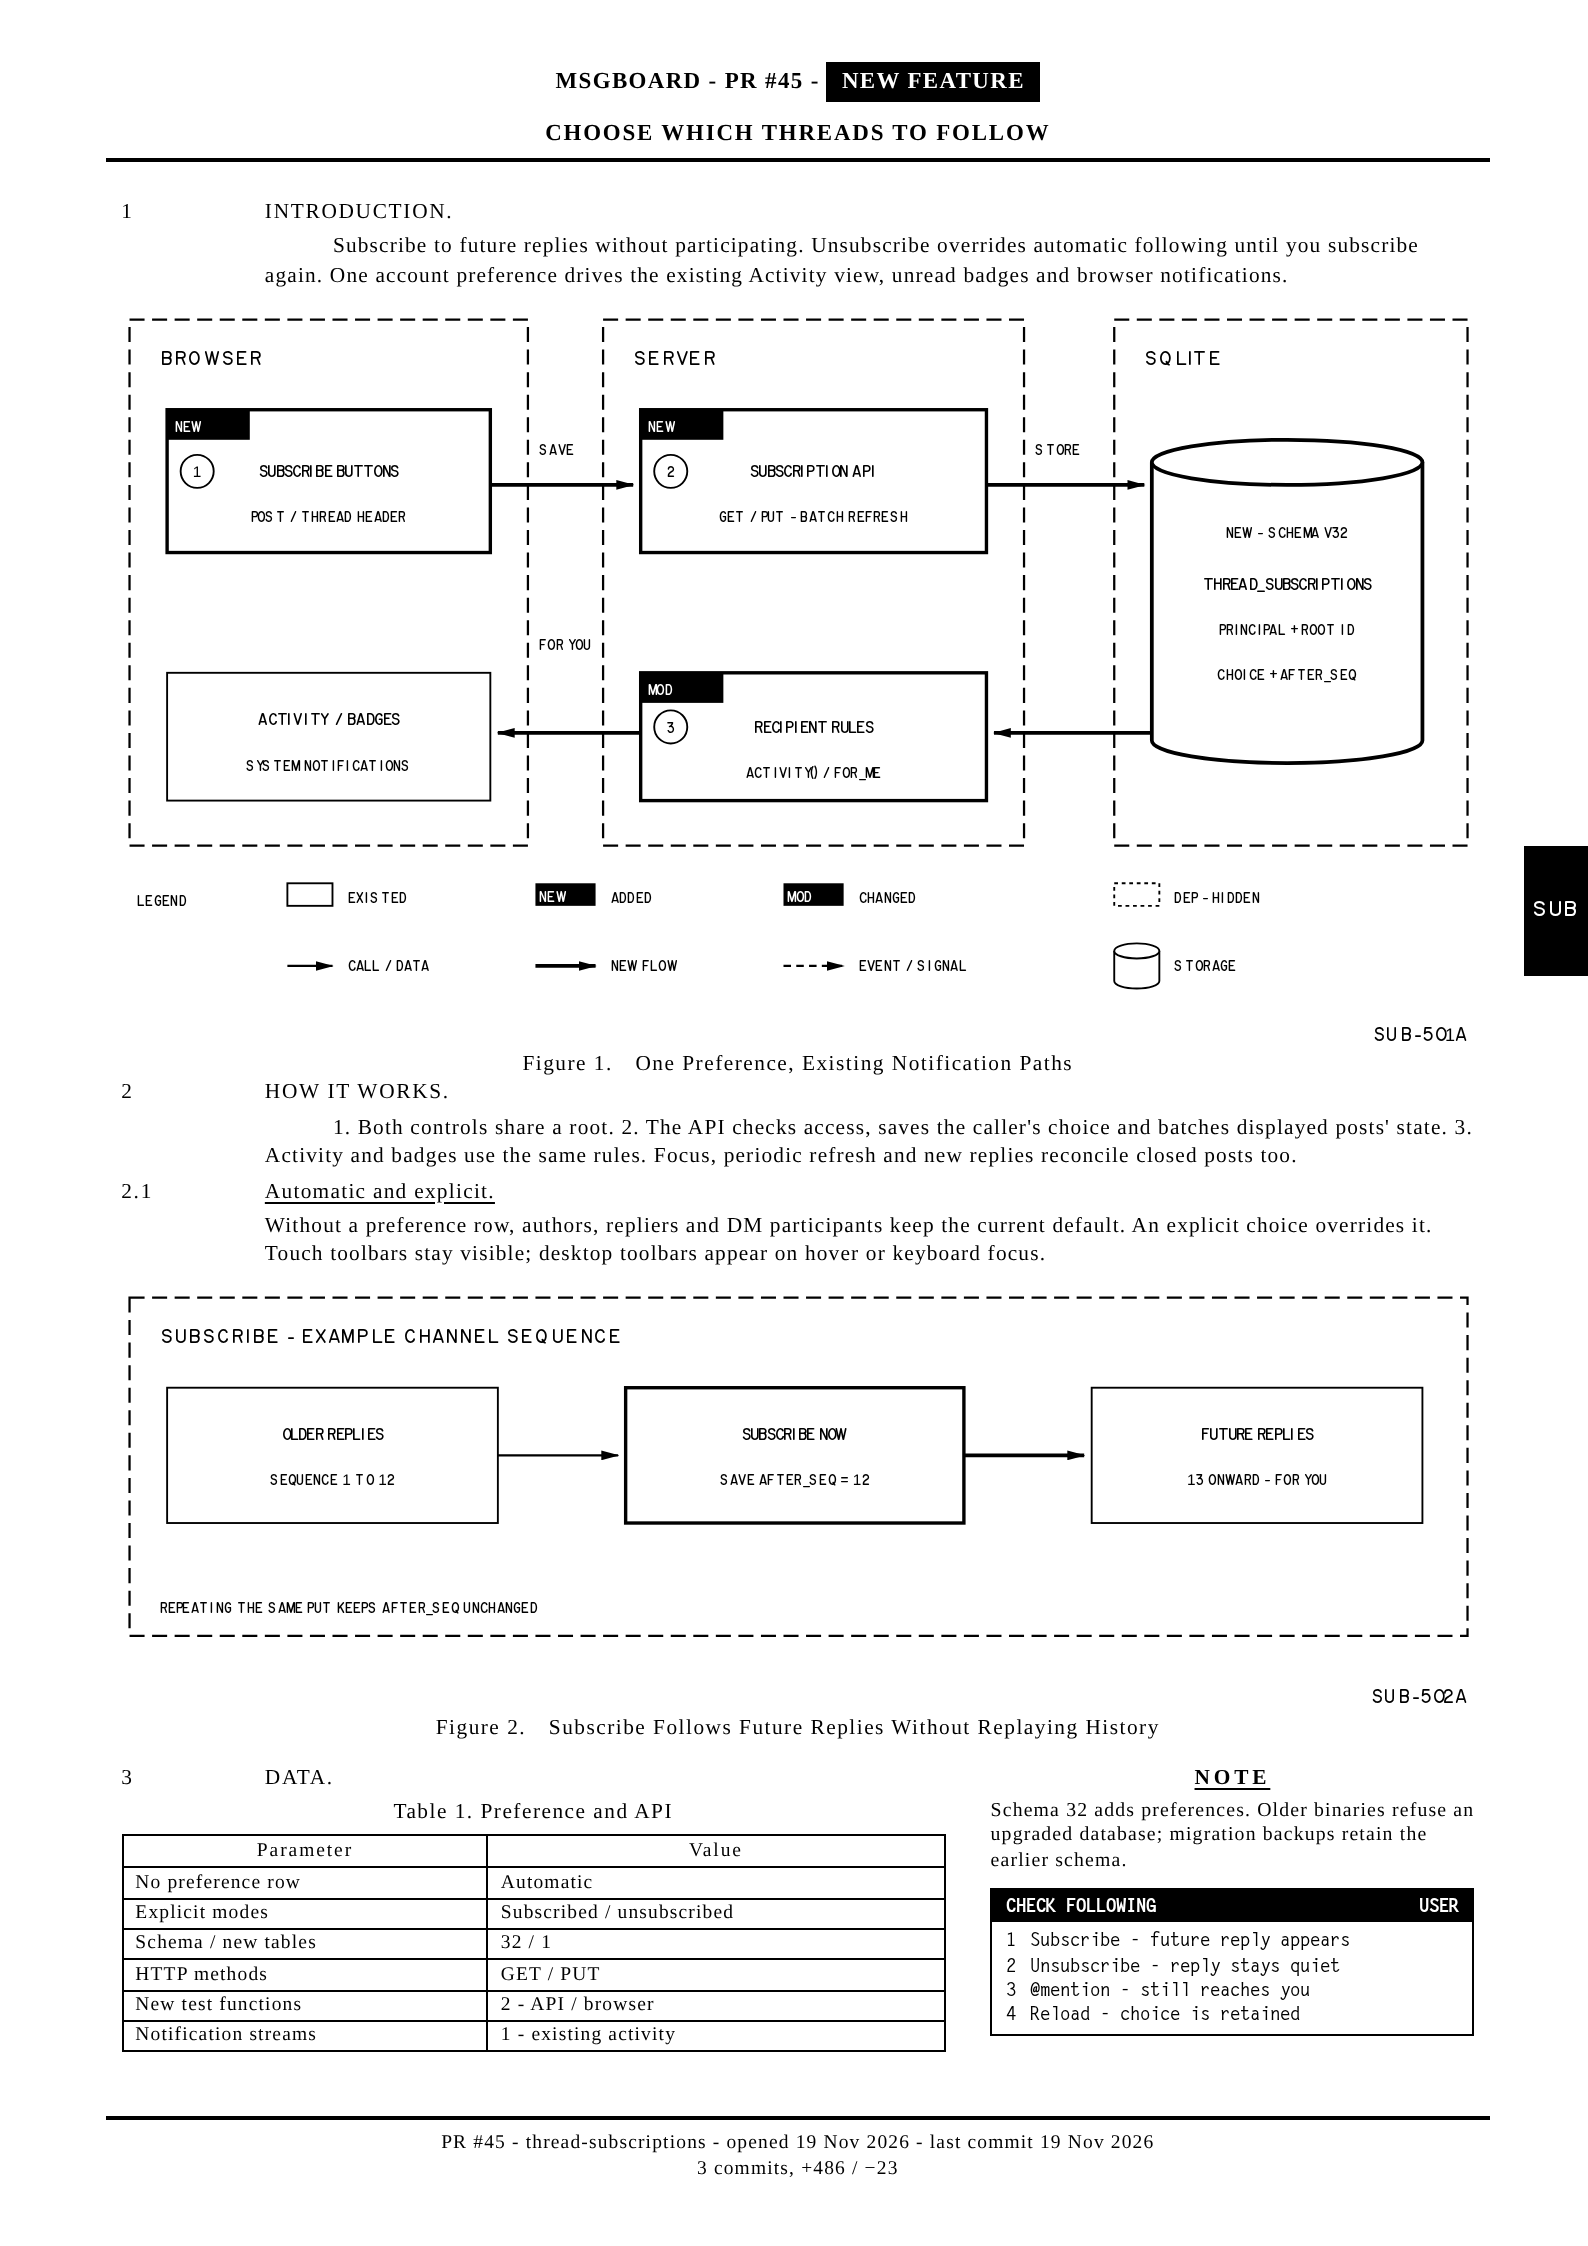 MSGBOARD - PR #45 - NEW FEATURE
CHOOSE WHICH THREADS TO FOLLOW
1 INTRODUCTION.
Subscribe to future replies without participating. Unsubscribe overrides automatic following until you subscribe
again. One account preference drives the existing Activity view, unread badges and browser notifications.
BROWSER
SERVER
SQLITE
NEW
1 SUBSCRIBE BUTTONS
POST / THREAD HEADER
SAVE
NEW
2 SUBSCRIPTION API
GET / PUT - BATCH REFRESH
STORE
NEW - SCHEMA V32
THREAD_SUBSCRIPTIONS
PRINCIPAL + ROOT ID
CHOICE + AFTER_SEQ
FOR YOU
ACTIVITY / BADGES
SYSTEM NOTIFICATIONS
MOD
3 RECIPIENT RULES
ACTIVITY() / FOR_ME
LEGEND
EXISTED
NEW ADDED
MOD CHANGED
DEP - HIDDEN
CALL / DATA
NEW FLOW
EVENT / SIGNAL
STORAGE
SUB
SUB-501A
Figure 1. One Preference, Existing Notification Paths
2 HOW IT WORKS.
1. Both controls share a root. 2. The API checks access, saves the caller's choice and batches displayed posts' state. 3.
Activity and badges use the same rules. Focus, periodic refresh and new replies reconcile closed posts too.
2.1 Automatic and explicit.
Without a preference row, authors, repliers and DM participants keep the current default. An explicit choice overrides it.
Touch toolbars stay visible; desktop toolbars appear on hover or keyboard focus.
SUBSCRIBE - EXAMPLE CHANNEL SEQUENCE
OLDER REPLIES
SEQUENCE 1 TO 12
SUBSCRIBE NOW
SAVE AFTER_SEQ = 12
FUTURE REPLIES
13 ONWARD - FOR YOU
REPEATING THE SAME PUT KEEPS AFTER_SEQ UNCHANGED
SUB-502A
Figure 2. Subscribe Follows Future Replies Without Replaying History
3 DATA.
Table 1. Preference and API
Parameter Value
No preference row Automatic
Explicit modes Subscribed / unsubscribed
Schema / new tables 32 / 1
HTTP methods GET / PUT
New test functions 2 - API / browser
Notification streams 1 - existing activity
NOTE
Schema 32 adds preferences. Older binaries refuse an
upgraded database; migration backups retain the
earlier schema.
CHECK FOLLOWING USER
1 Subscribe - future reply appears
2 Unsubscribe - reply stays quiet
3 @mention - still reaches you
4 Reload - choice is retained
PR #45 - thread-subscriptions - opened 19 Nov 2026 - last commit 19 Nov 2026
3 commits, +486 / −23